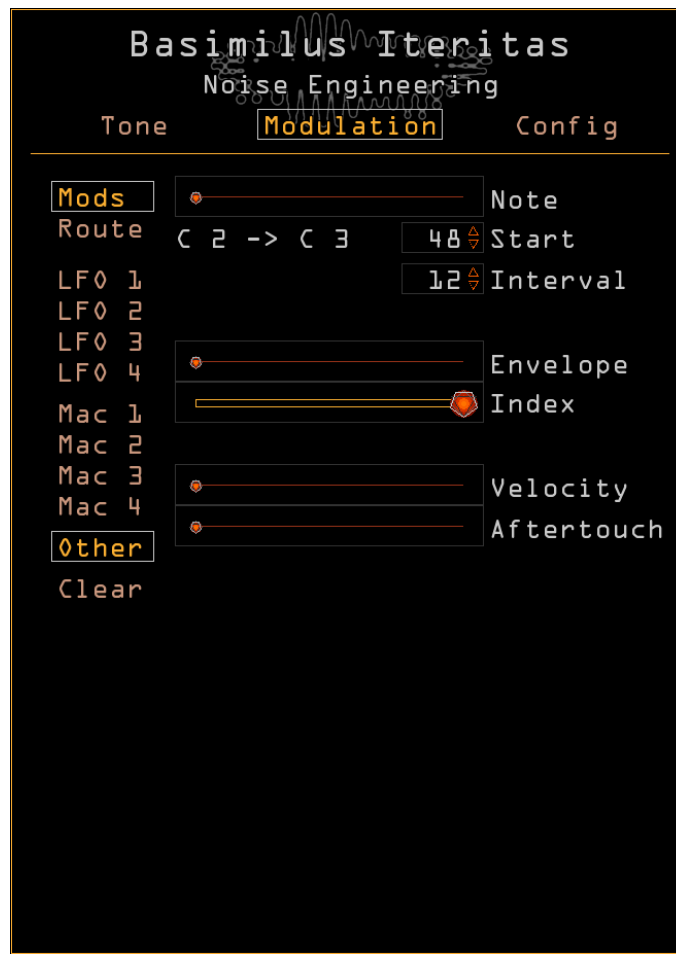 Basimilus Iteritas
Noise Engineering
Tone Modulation Config
Mods
Note
Route
C 2 -> C 3 48 Start
LFO 1
12 Interval
LFO 2
LFO 3
LFO 4
Envelope
Mac 1
Index
Mac 2
Mac 3
Velocity
Mac 4
Aftertouch
Other
Clear